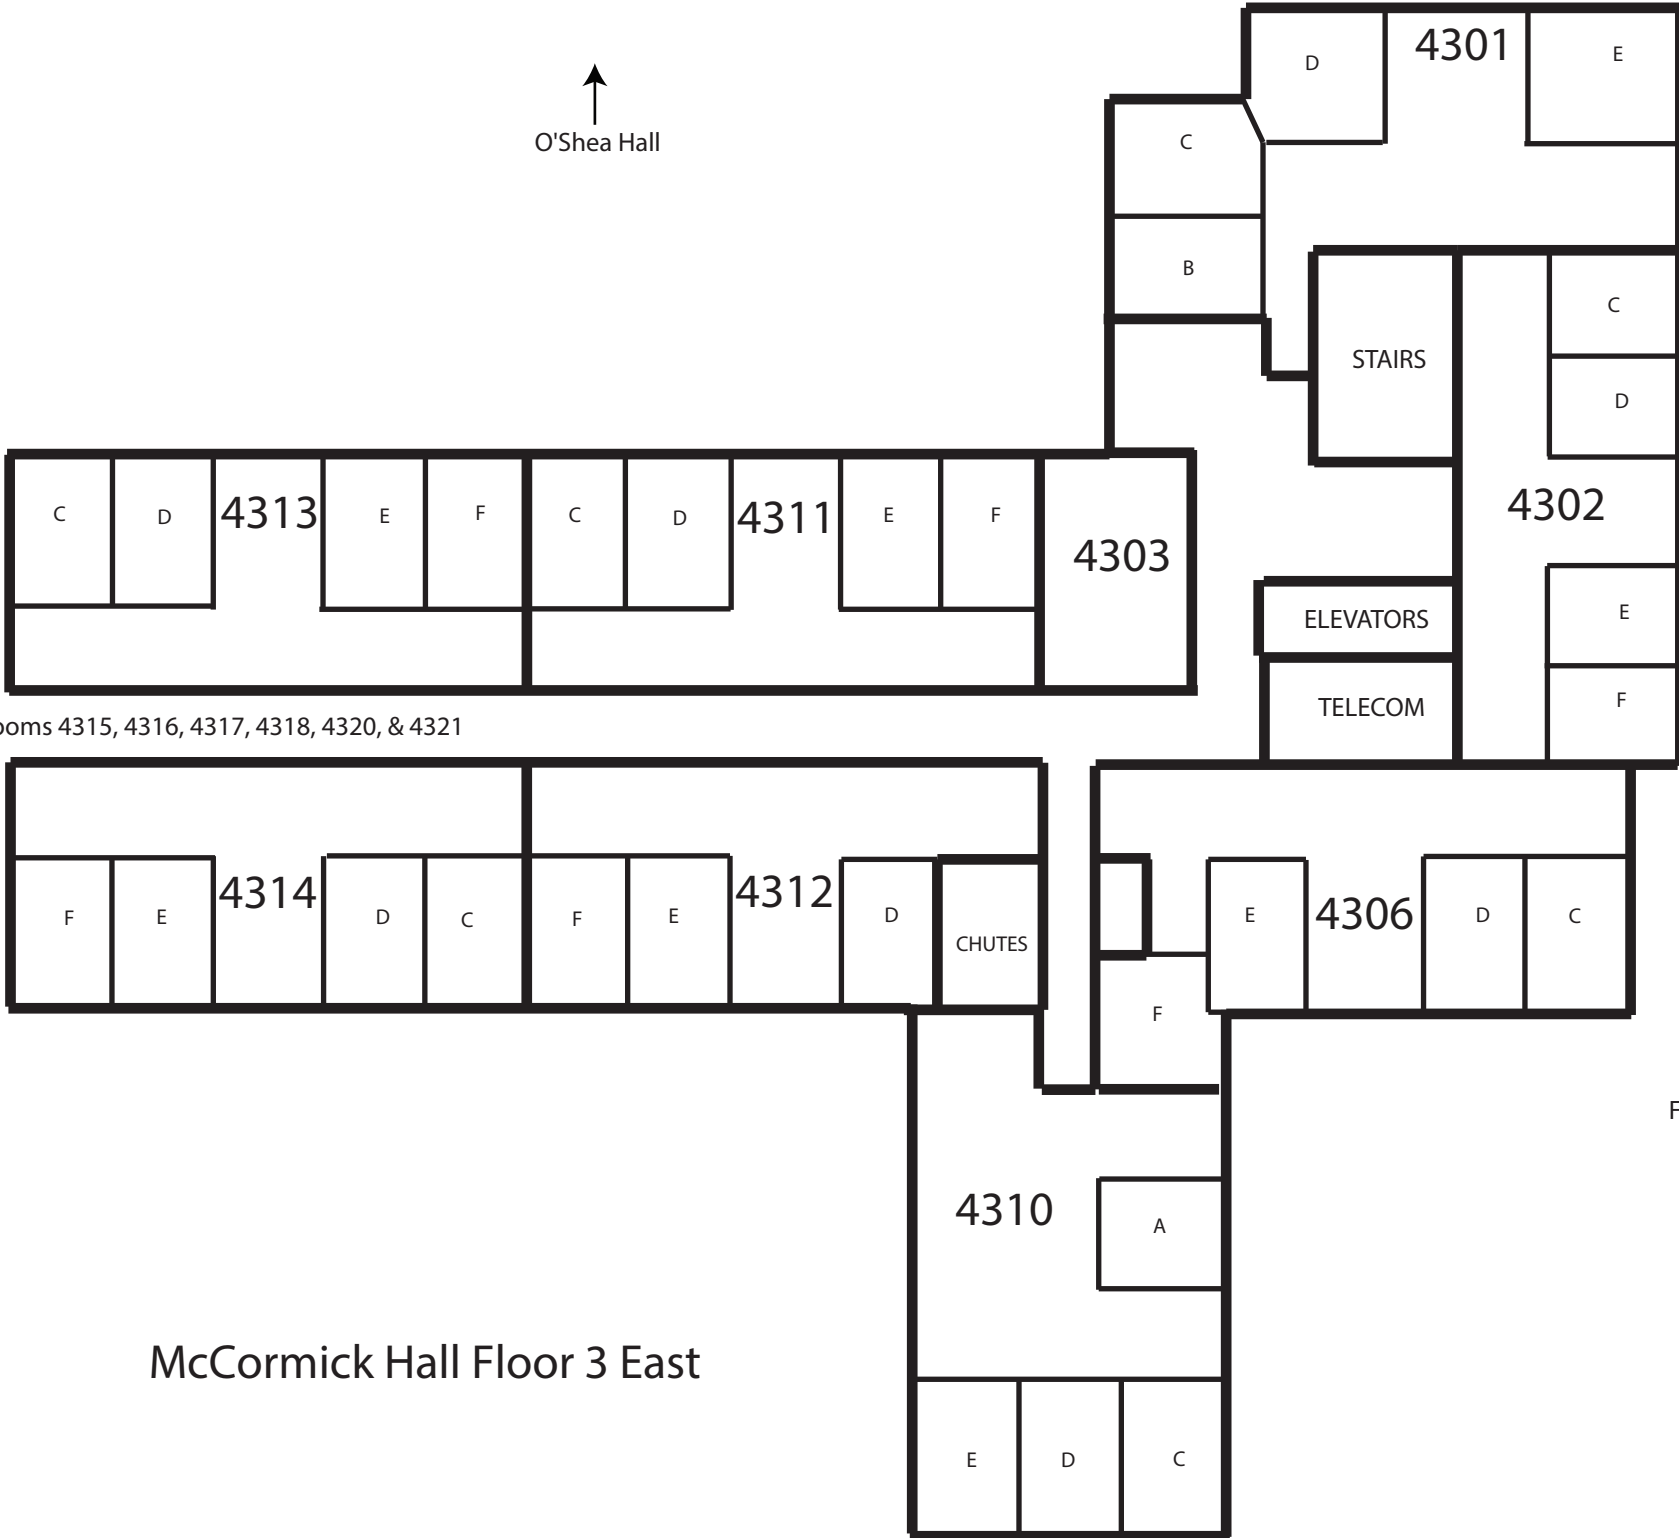 4301
D
E
O'Shea Hall
C
B
C
STAIRS
D
4302
C
D
4313
E
F
C
D
4311
E
F
4303
ELEVATORS
E
TELECOM
F
4315, 4316, 4317, 4318, 4320, & 4321
F
E
4314
D
C
F
E
4312
D
CHUTES
E
4306
D
C
F
4310
A
McCormick Hall Floor 3 East
E
D
C